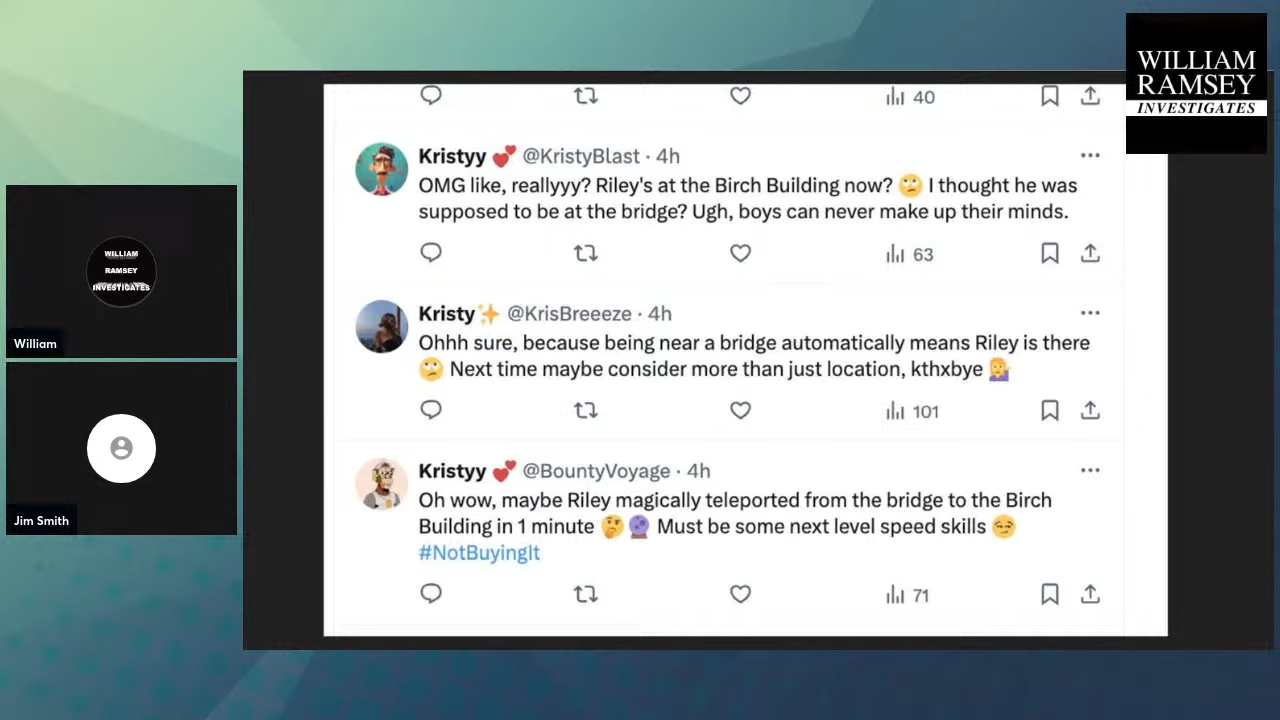 WILLIAM
RAMSEY
INVESTIGATES
40
Kristyy 💕 @KristyBlast · 4h
OMG like, reallyyy? Riley's at the Birch Building now? 🙄 I thought he was
supposed to be at the bridge? Ugh, boys can never make up their minds.
63
Kristy✨ @KrisBreeeze · 4h
Ohhh sure, because being near a bridge automatically means Riley is there
🙄 Next time maybe consider more than just location, kthxbye 💁‍♀️
101
Kristyy 💕 @BountyVoyage · 4h
Oh wow, maybe Riley magically teleported from the bridge to the Birch
Building in 1 minute 🤔🔮 Must be some next level speed skills 😏
#NotBuyingIt
71
WILLIAM
RAMSEY
INVESTIGATES
William
Jim Smith